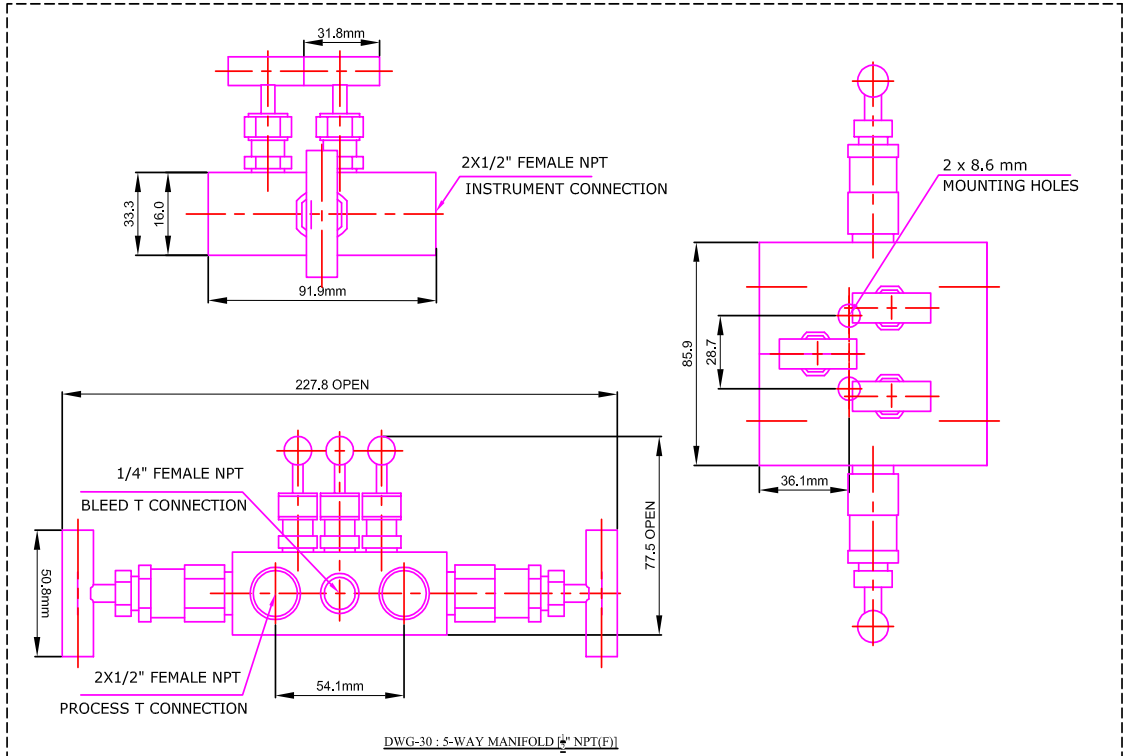 31.8mm
2X1/2" FEMALE NPT
INSTRUMENT CONNECTION
33.3
16.0
91.9mm
2 x 8.6 mm
MOUNTING HOLES
85.9
28.7
36.1mm
227.8 OPEN
1/4" FEMALE NPT
BLEED T CONNECTION
77.5 OPEN
50.8mm
2X1/2" FEMALE NPT
PROCESS T CONNECTION
54.1mm
DWG-30 : 5-WAY MANIFOLD [ " NPT(F)]